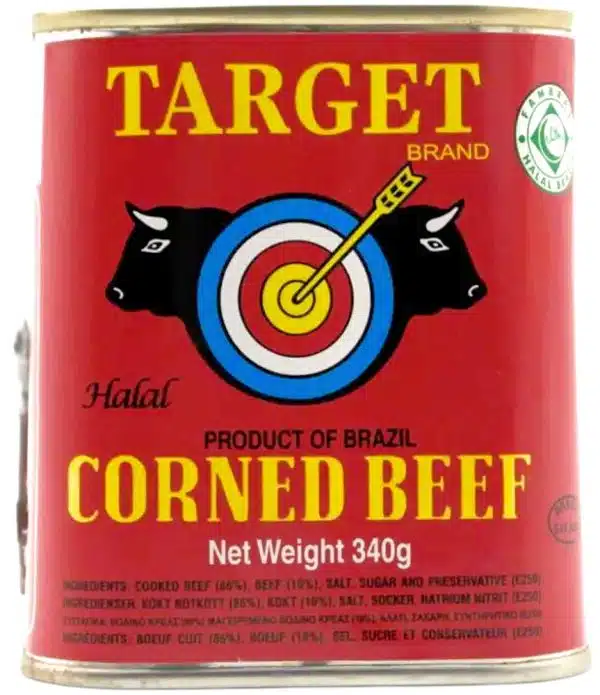 TARGET
BRAND
HALAL
Halal
PRODUCT OF BRAZIL
CORNED BEEF
Net Weight 340g
INGREDIENTS: COOKED BEEF (86%), BEEF (10%), SALT, SUGAR AND PRESERVATIVE (E250)
INGREDIENSER, KOKT NOTKOTT (86%), KOKT (10%), SALT, SOCKER, NATRIUM NITRIT (E250)
INGREDIENTS: BOEUF CUIT (86%), BOEUF (10%), SEL, SUCRE ET CONSERVATEUR (E250)